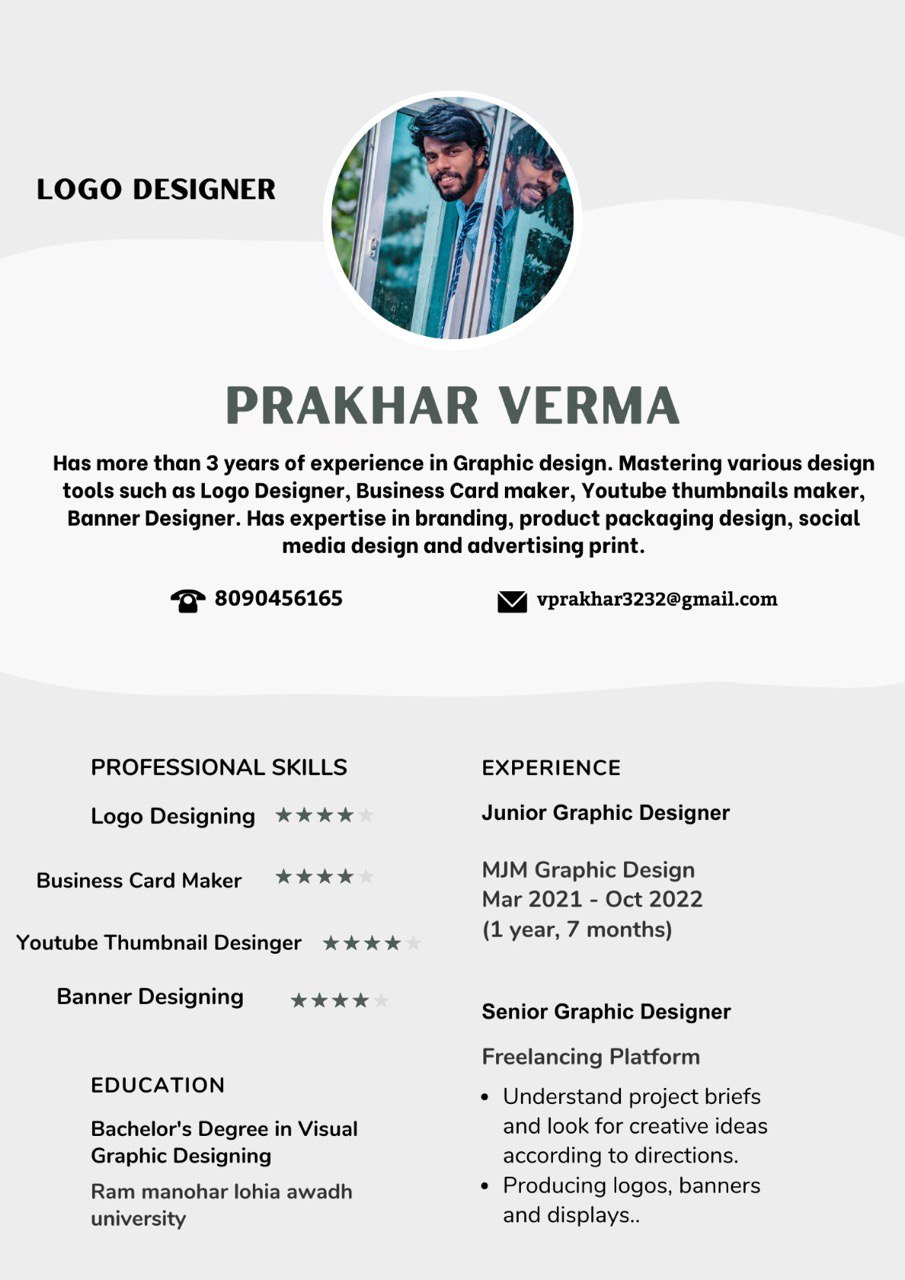 LOGO DESIGNER
PRAKHAR VERMA
Has more than 3 years of experience in Graphic design. Mastering various design
tools such as Logo Designer, Business Card maker, Youtube thumbnails maker,
Banner Designer. Has expertise in branding, product packaging design, social
media design and advertising print.
8090456165
vprakhar3232@gmail.com
PROFESSIONAL SKILLS
Logo Designing
Business Card Maker
Youtube Thumbnail Desinger
Banner Designing
EDUCATION
Bachelor's Degree in Visual
Graphic Designing
Ram manohar lohia awadh
university
EXPERIENCE
Junior Graphic Designer
MJM Graphic Design
Mar 2021 - Oct 2022
(1 year, 7 months)
Senior Graphic Designer
Freelancing Platform
• Understand project briefs
and look for creative ideas
according to directions.
• Producing logos, banners
and displays..